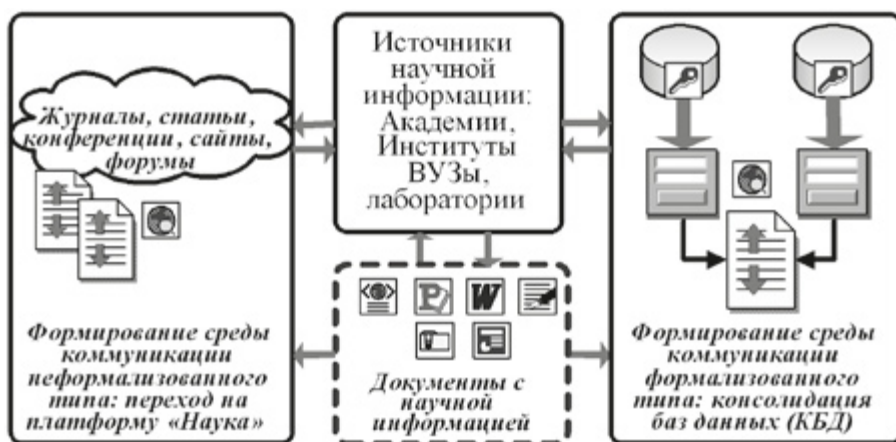 Журналы, статьи,
конференции, сайты,
форумы
Формирование среды
коммуникации
неформализованного
типа: переход на
платформу «Наука»
Источники
научной
информации:
Академии,
Институты
ВУЗы,
лаборатории
P
W
Документы с
научной
информацией
Формирование среды
коммуникации
формализованного
типа: консолидация
баз данных (КБД)